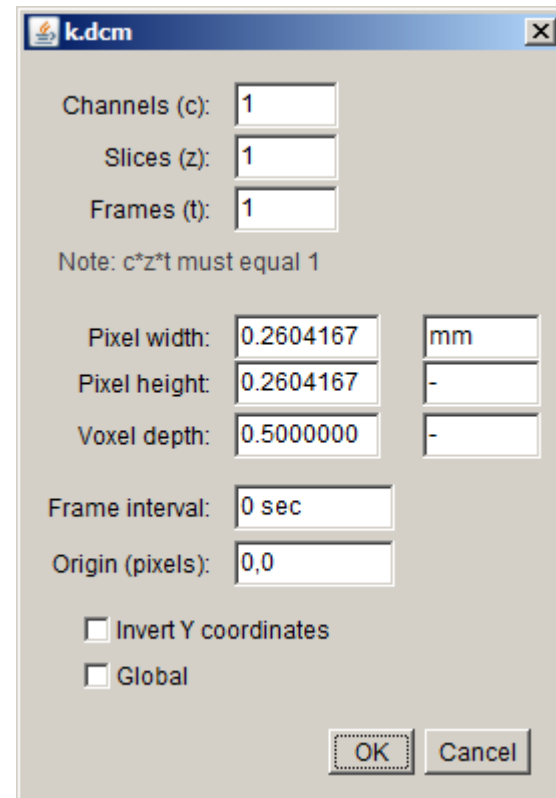 k.dcm
Channels (c): 1
Slices (z): 1
Frames (t): 1
Note: c*z*t must equal 1
Pixel width: 0.2604167 mm
Pixel height: 0.2604167 -
Voxel depth: 0.5000000 -
Frame interval: 0 sec
Origin (pixels): 0,0
Invert Y coordinates
Global
OK Cancel